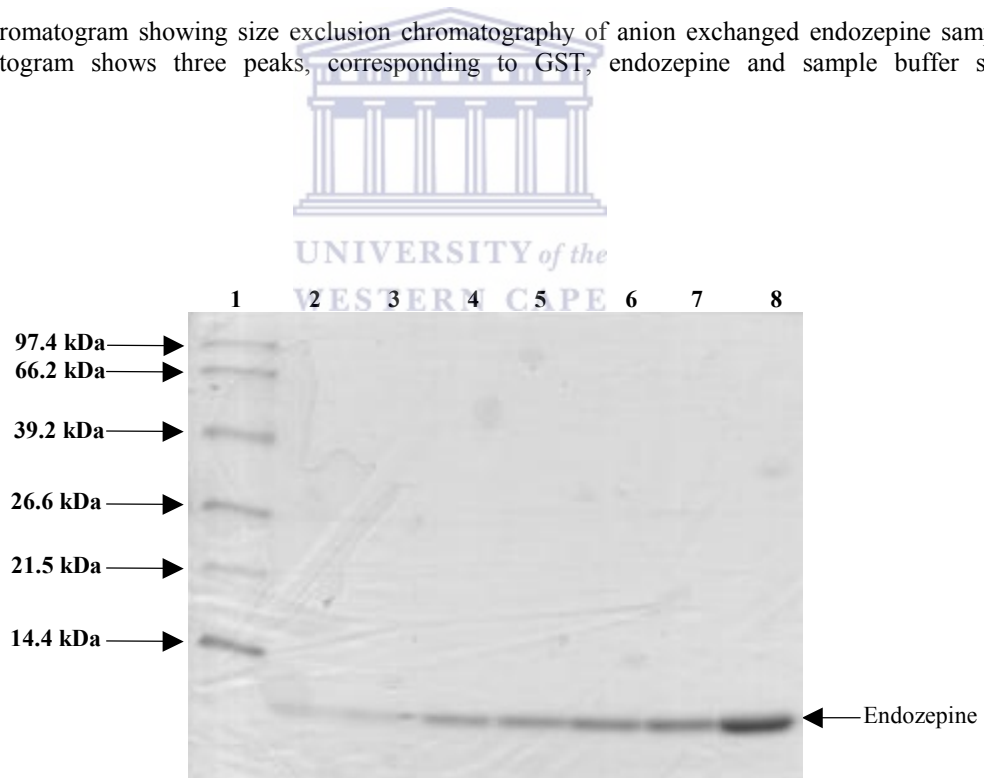 romatogram showing size exclusion chromatography of anion exchanged endozepine samp
togram shows three peaks, corresponding to GST, endozepine and sample buffer s
UNIVERSITY of the
WESTERN CAPE
1 2 3 4 5 6 7 8
97.4 kDa
66.2 kDa
39.2 kDa
26.6 kDa
21.5 kDa
14.4 kDa
Endozepine